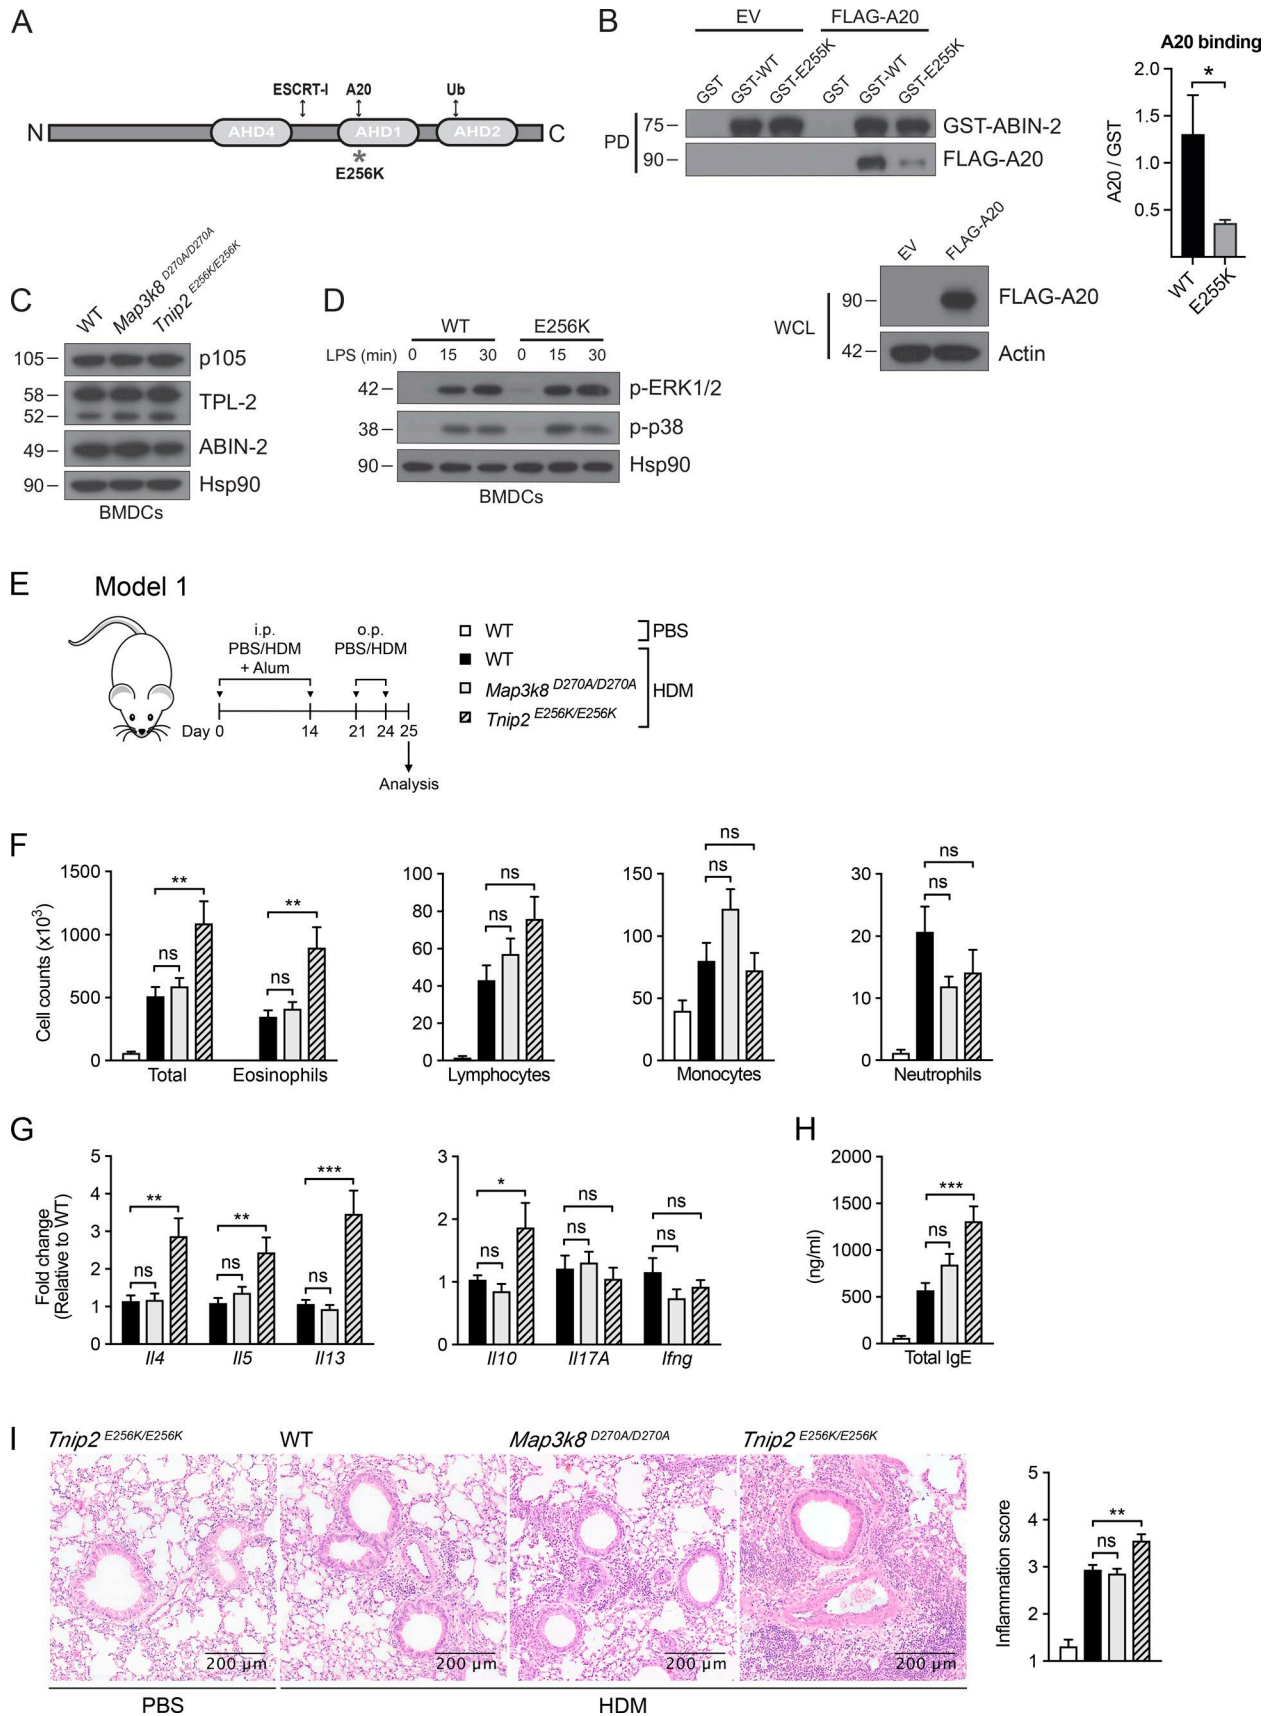 A
ESCRT-I A20 Ub
N AHD4 AHD1 AHD2 C
*
E256K
B
EV FLAG-A20
GST GST-WT GST-E255K GST GST-WT GST-E255K
PD
75 GST-ABIN-2
90 FLAG-A20
EV FLAG-A20
WCL
90 FLAG-A20
42 Actin
A20 binding
*
2.0
1.5
1.0
0.5
A20 / GST
WT E255K
C
WT Map3k8 D270A/D270A Tnip2 E256K/E256K
105 p105
58
52
TPL-2
49 ABIN-2
90 Hsp90
BMDCs
D
WT E256K
LPS (min) 0 15 30 0 15 30
42 p-ERK1/2
38 p-p38
90 Hsp90
BMDCs
E
Model 1
i.p.
PBS/HDM
+ Alum
o.p.
PBS/HDM
Day 0 14 21 24 25
Analysis
WT PBS
WT
Map3k8 D270A/D270A
Tnip2 E256K/E256K
HDM
F
Cell counts (x10³)
1500
1000
500
0
** ns ** ns
Total Eosinophils
100
80
60
40
20
0
ns
ns
Lymphocytes
150
100
50
0
ns
ns
Monocytes
30
20
10
0
ns
ns
Neutrophils
G
Fold change
(Relative to WT)
5
4
3
2
1
0
** ns ** ns *** ns
Il4 Il5 Il13
3
2
1
0
* ns ns ns ns ns
Il10 Il17A Ifng
H
(ng/ml)
2000
1500
1000
500
0
***
ns
Total IgE
I
Tnip2 E256K/E256K WT Map3k8 D270A/D270A Tnip2 E256K/E256K
200 µm 200 µm 200 µm 200 µm
PBS HDM
Inflammation score
5
4
3
2
1
**
ns